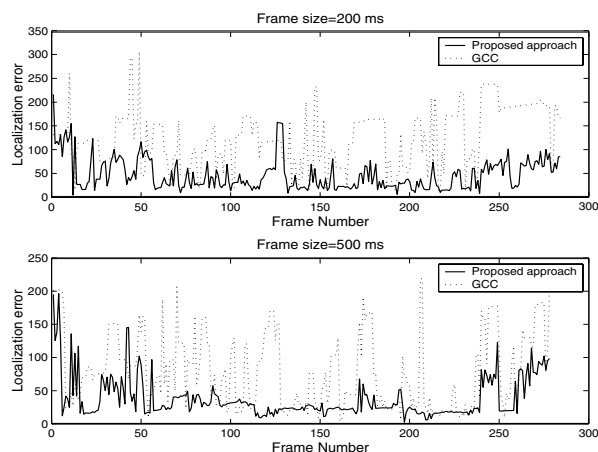 Frame size=200 ms
350
300
250
200
150
100
50
0
Localization error
Proposed approach
GCC
0 50 100 150 200 250 300
Frame Number
Frame size=500 ms
250
200
150
100
50
0
Localization error
Proposed approach
GCC
0 50 100 150 200 250 300
Frame Number